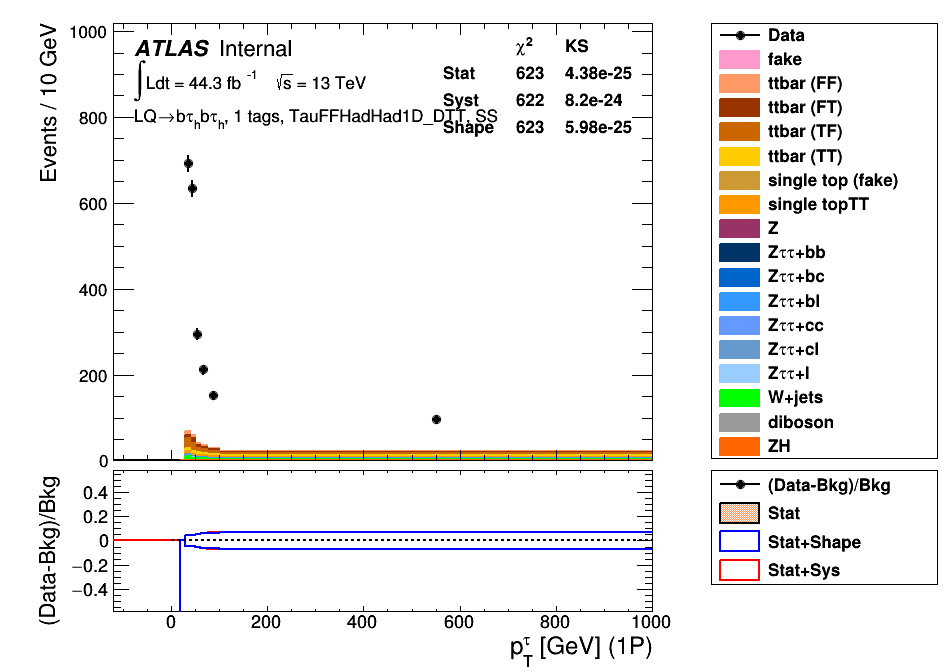 ATLAS Internal
∫Ldt = 44.3 fb⁻¹ √s = 13 TeV
LQ→bτₕbτₕ, 1 tags, TauFFHadHad1D_DTT, SS
χ² KS
Stat 623 4.38e-25
Syst 622 8.2e-24
Shape 623 5.98e-25
Events / 10 GeV
1000
800
600
400
200
0
Data
fake
ttbar (FF)
ttbar (FT)
ttbar (TF)
ttbar (TT)
single top (fake)
single topTT
Z
Zττ+bb
Zττ+bc
Zττ+bl
Zττ+cc
Zττ+cl
Zττ+l
W+jets
diboson
ZH
(Data-Bkg)/Bkg
0.4
0.2
0
−0.2
−0.4
0 200 400 600 800 1000
p_T^τ [GeV] (1P)
(Data-Bkg)/Bkg
Stat
Stat+Shape
Stat+Sys